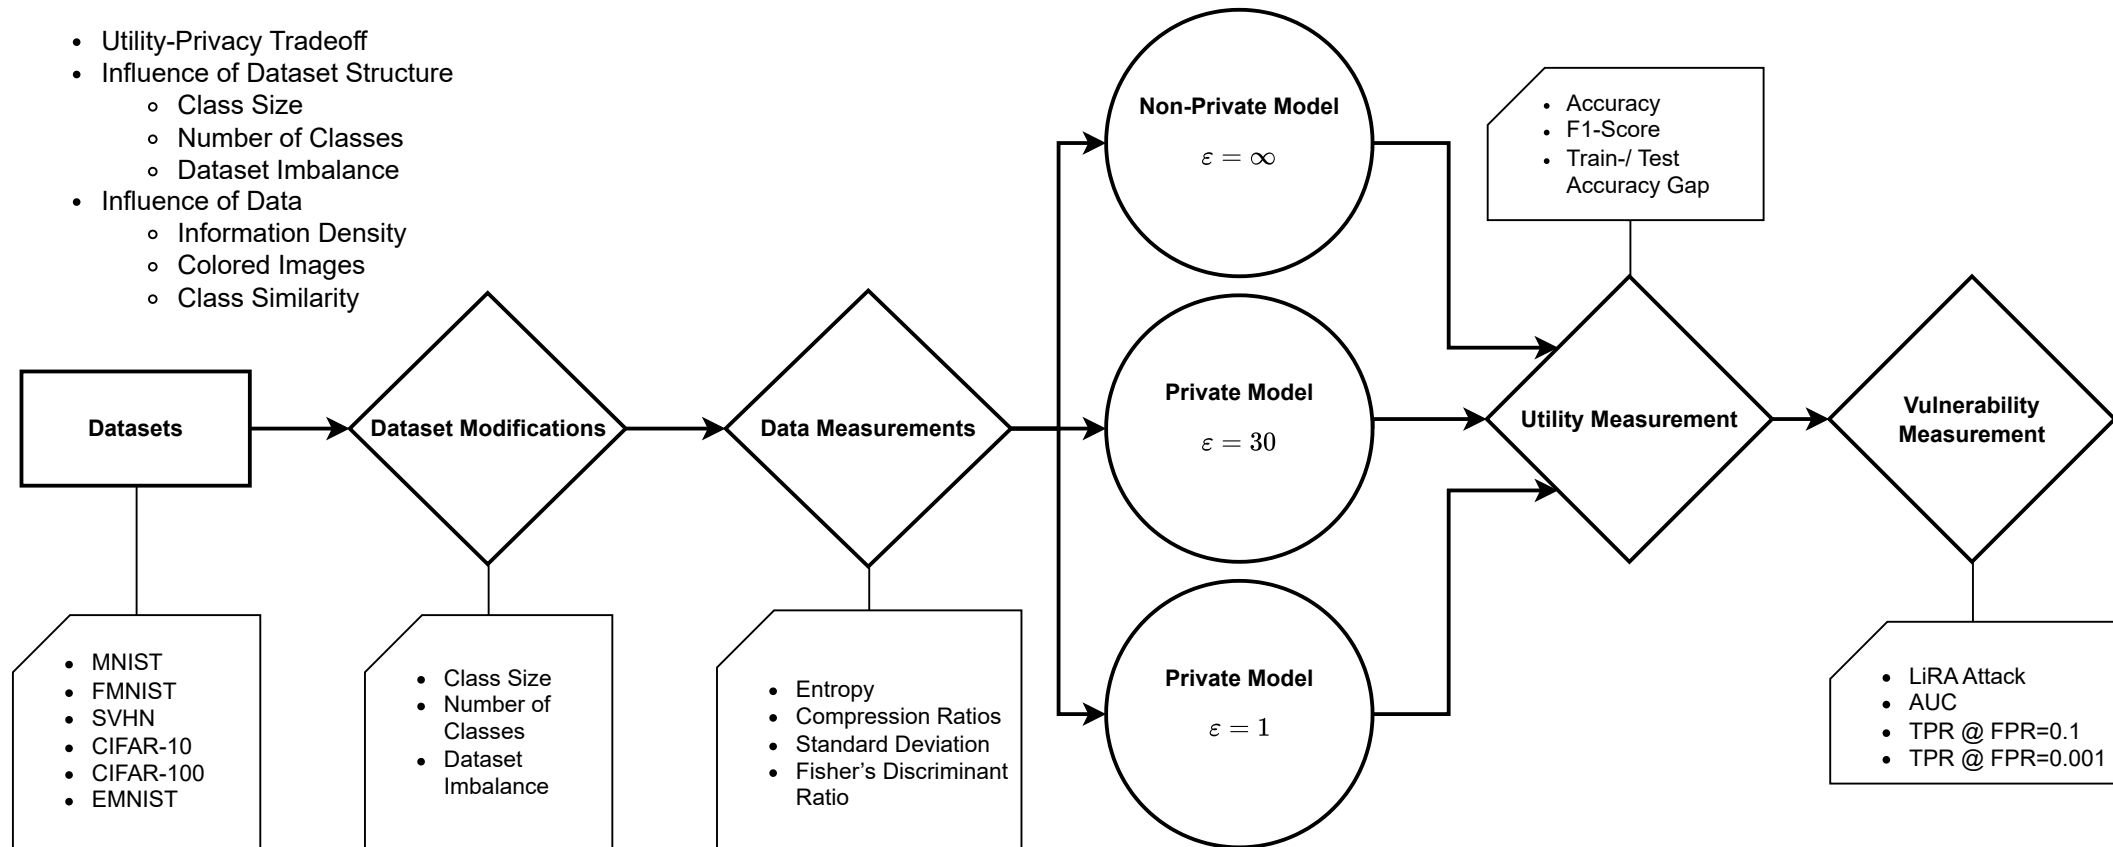 • Utility-Privacy Tradeoff
• Influence of Dataset Structure
◦ Class Size
◦ Number of Classes
◦ Dataset Imbalance
• Influence of Data
◦ Information Density
◦ Colored Images
◦ Class Similarity
Datasets
• MNIST
• FMNIST
• SVHN
• CIFAR-10
• CIFAR-100
• EMNIST
Dataset Modifications
• Class Size
• Number of
Classes
• Dataset
Imbalance
Data Measurements
• Entropy
• Compression Ratios
• Standard Deviation
• Fisher’s Discriminant
Ratio
Non-Private Model
ε = ∞
Private Model
ε = 30
Private Model
ε = 1
• Accuracy
• F1-Score
• Train-/ Test
Accuracy Gap
Utility Measurement
Vulnerability
Measurement
• LiRA Attack
• AUC
• TPR @ FPR=0.1
• TPR @ FPR=0.001